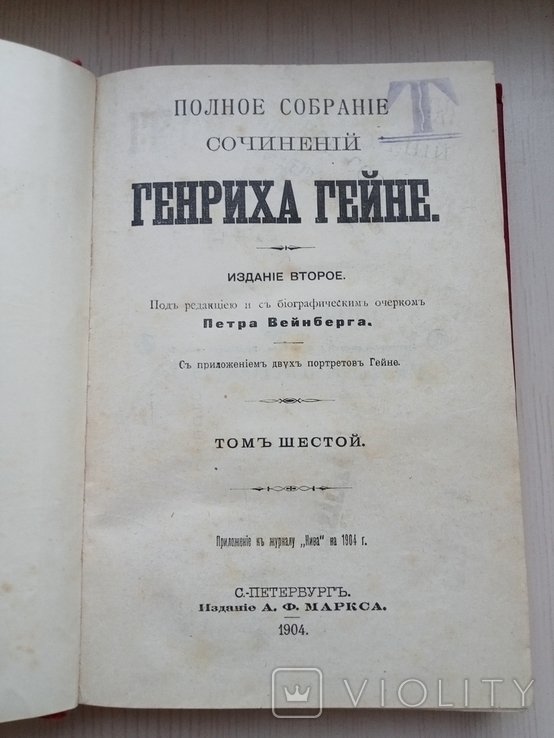 ПОЛНОЕ СОБРАНІЕ
СОЧИНЕНІЙ
ГЕНРИХА ГЕЙНЕ.
ИЗДАНІЕ ВТОРОЕ.
Подъ редакціею и съ біографическимъ очеркомъ
Петра Вейнберга.
Съ приложеніемъ двухъ портретовъ Гейне.
ТОМЪ ШЕСТОЙ.
Приложеніе къ журналу „Нива" на 1904 г.
С.-ПЕТЕРБУРГЪ.
Изданіе А. Ф. МАРКСА.
1904.
VIOLITY